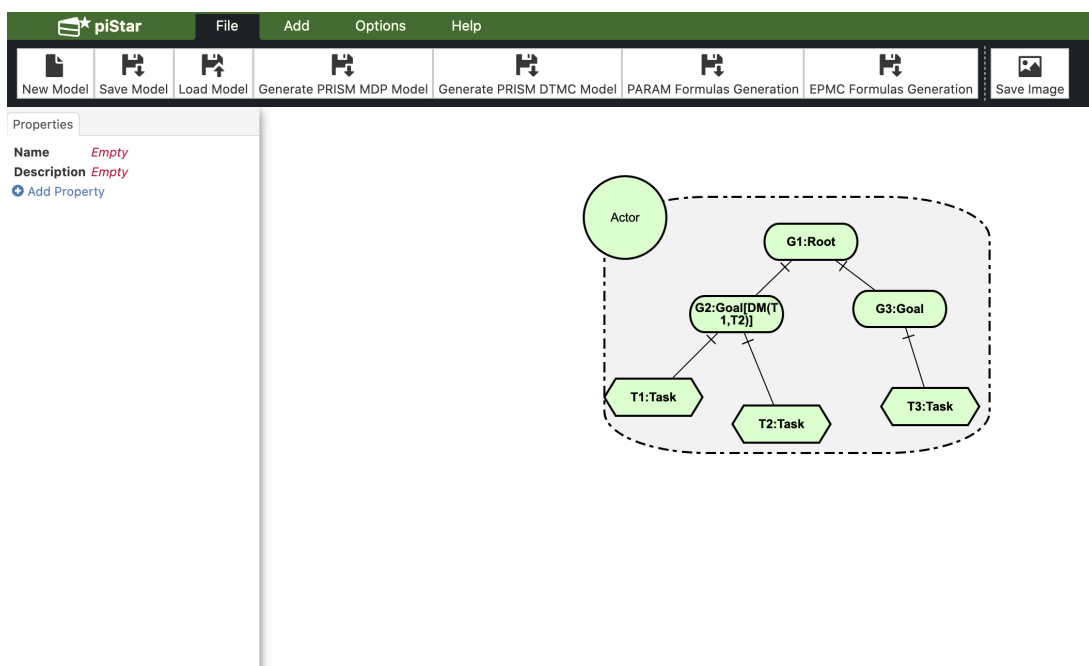 piStar File Add Options Help
New Model Save Model Load Model Generate PRISM MDP Model Generate PRISM DTMC Model PARAM Formulas Generation EPMC Formulas Generation Save Image
Properties
Name Empty
Description Empty
Add Property
Actor
G1:Root
G2:Goal[DM(T
1,T2)]
G3:Goal
T1:Task
T2:Task
T3:Task